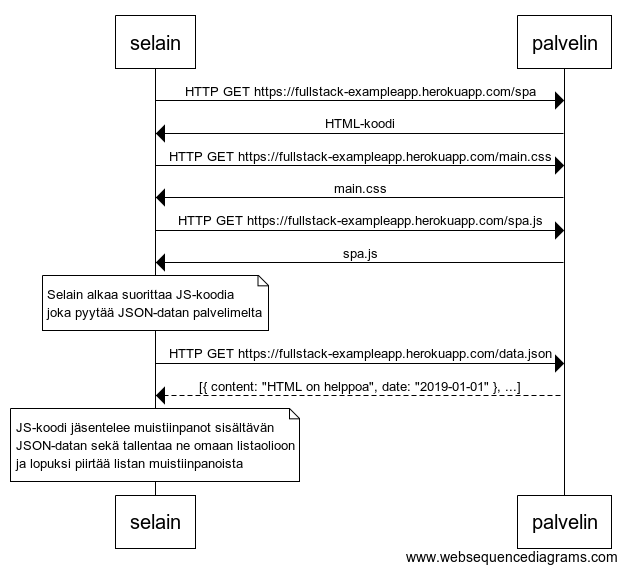 selain
palvelin
HTTP GET https://fullstack-exampleapp.herokuapp.com/spa
HTML-koodi
HTTP GET https://fullstack-exampleapp.herokuapp.com/main.css
main.css
HTTP GET https://fullstack-exampleapp.herokuapp.com/spa.js
spa.js
Selain alkaa suorittaa JS-koodia
joka pyytää JSON-datan palvelimelta
HTTP GET https://fullstack-exampleapp.herokuapp.com/data.json
[{ content: "HTML on helppoa", date: "2019-01-01" }, ...]
JS-koodi jäsentelee muistiinpanot sisältävän
JSON-datan sekä tallentaa ne omaan listaolioon
ja lopuksi piirtää listan muistiinpanoista
selain
palvelin
www.websequencediagrams.com